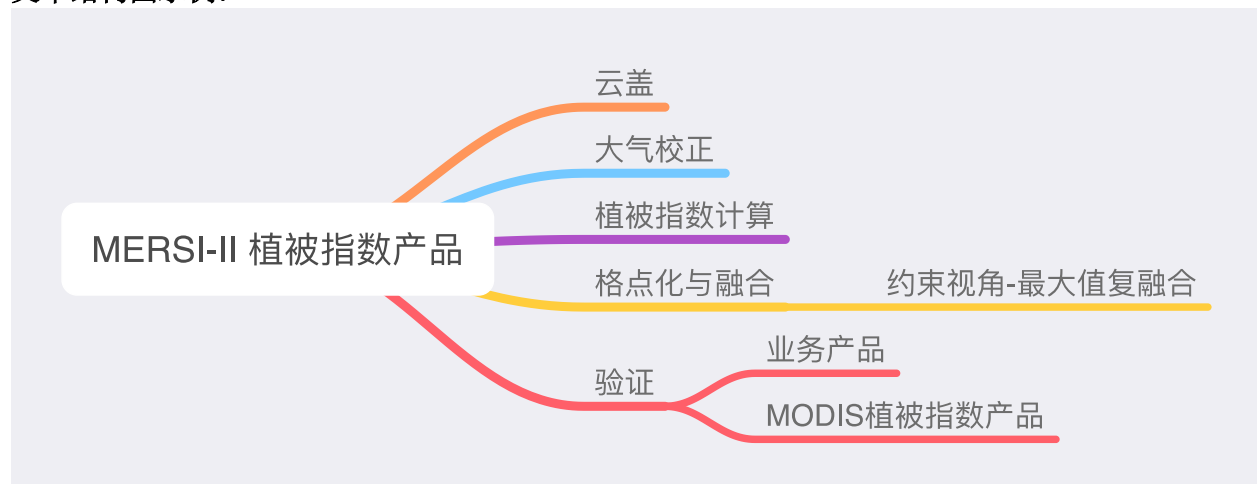 云盖
大气校正
植被指数计算
MERSI-II 植被指数产品
格点化与融合
约束视角-最大值复融合
业务产品
验证
MODIS植被指数产品